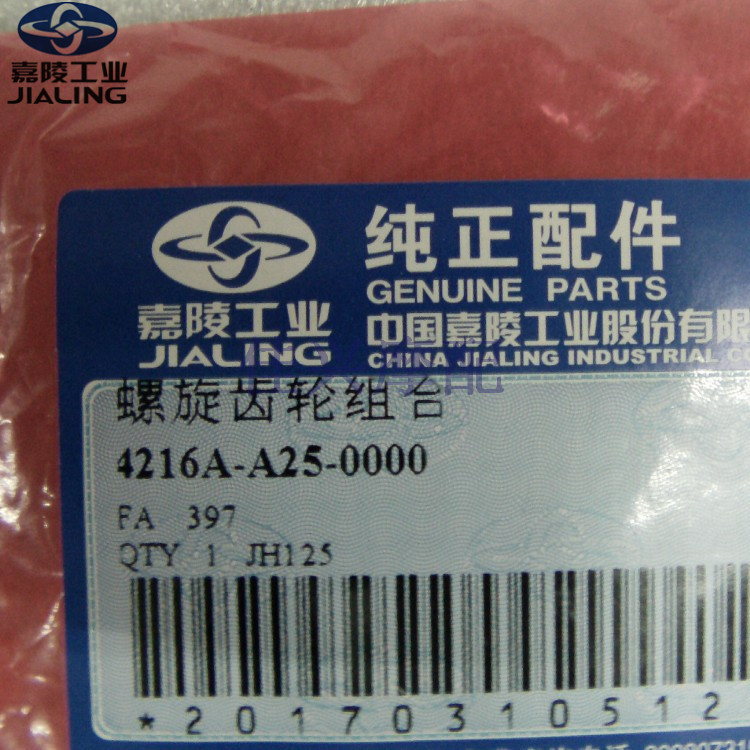 嘉陵工业
JIALING
纯正配件
GENUINE PARTS
嘉陵工业
JIALING
中国嘉陵工业股份有限
CHINA JIALING INDUSTRIAL C
螺旋齿轮组合
4216A-A25-0000
FA 397
QTY 1 JH125
*20170310512